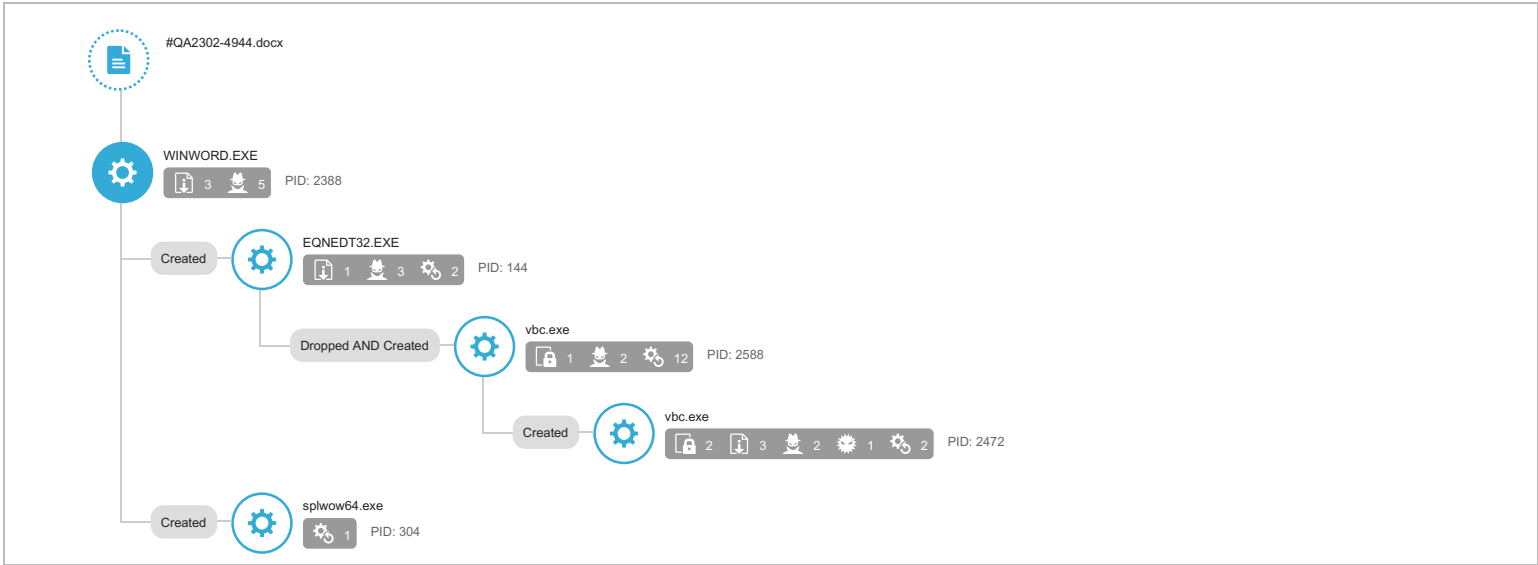 #QA2302-4944.docx
WINWORD.EXE
3 5 PID: 2388
Created
EQNEDT32.EXE
1 3 2 PID: 144
Dropped AND Created
vbc.exe
1 2 12 PID: 2588
Created
vbc.exe
2 3 2 1 2 PID: 2472
Created
splwow64.exe
1 PID: 304